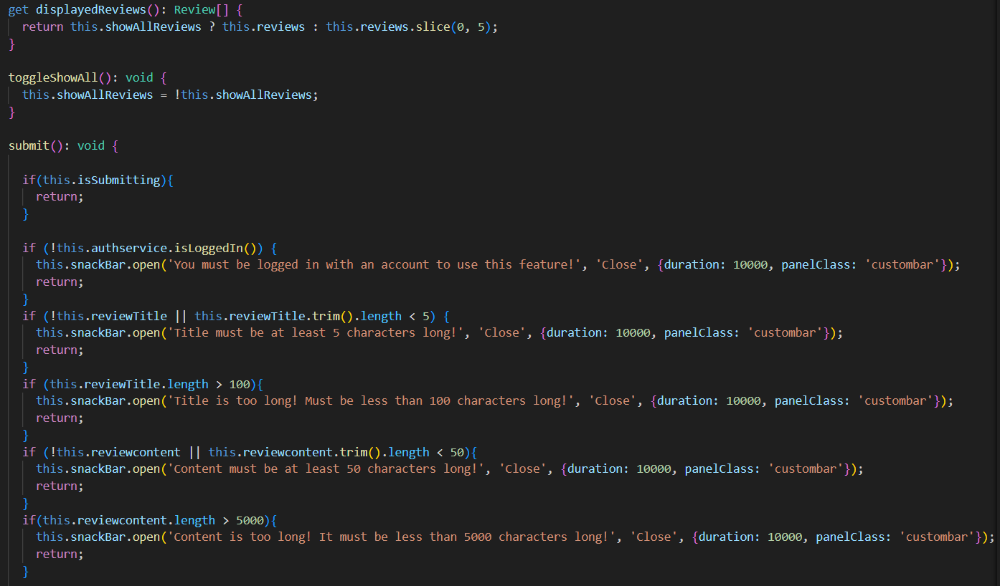 get displayedReviews(): Review[] {
  return this.showAllReviews ? this.reviews : this.reviews.slice(0, 5);
}

toggleShowAll(): void {
  this.showAllReviews = !this.showAllReviews;
}

submit(): void {

  if(this.isSubmitting){
    return;
  }

  if (!this.authservice.isLoggedIn()) {
    this.snackBar.open('You must be logged in with an account to use this feature!', 'Close', {duration: 10000, panelClass: 'custombar'});
    return;
  }
  if (!this.reviewTitle || this.reviewTitle.trim().length < 5) {
    this.snackBar.open('Title must be at least 5 characters long!', 'Close', {duration: 10000, panelClass: 'custombar'});
    return;
  }
  if (this.reviewTitle.length > 100){
    this.snackBar.open('Title is too long! Must be less than 100 characters long!', 'Close', {duration: 10000, panelClass: 'custombar'});
    return;
  }
  if (!this.reviewcontent || this.reviewcontent.trim().length < 50){
    this.snackBar.open('Content must be at least 50 characters long!', 'Close', {duration: 10000, panelClass: 'custombar'});
    return;
  }
  if(this.reviewcontent.length > 5000){
    this.snackBar.open('Content is too long! It must be less than 5000 characters long!', 'Close', {duration: 10000, panelClass: 'custombar'});
    return;
  }